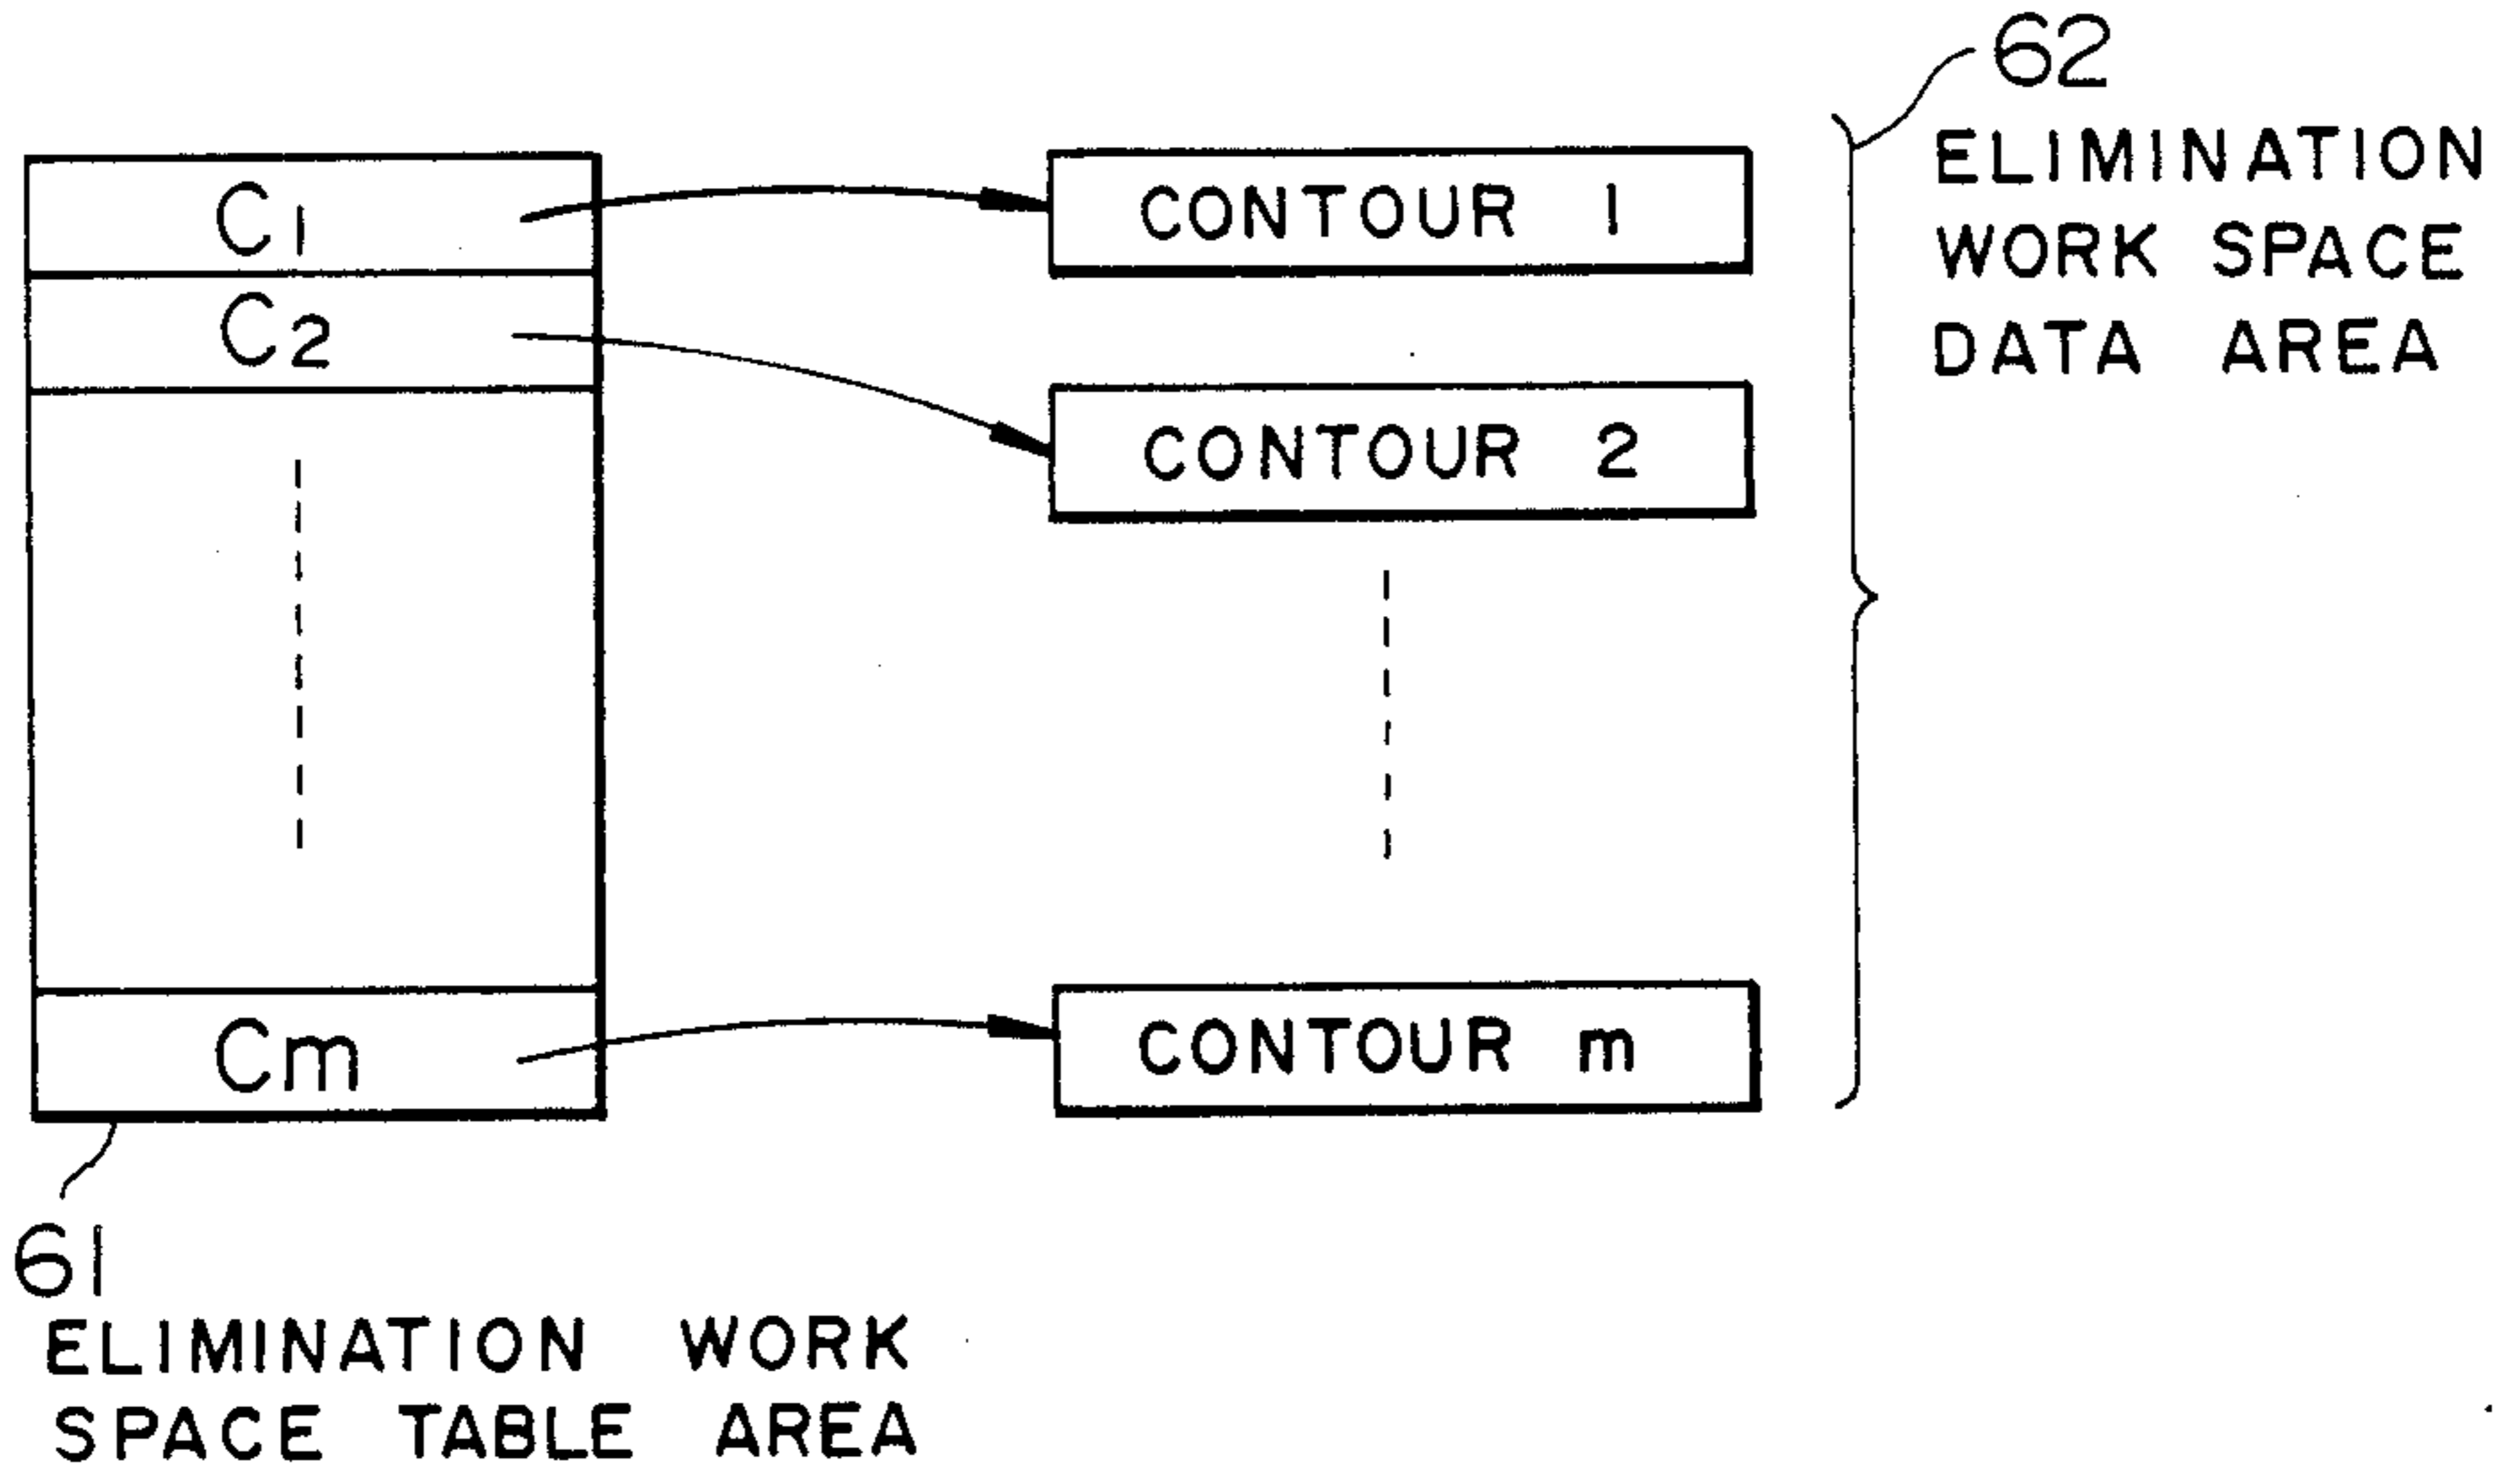 62
ELIMINATION
WORK SPACE
DATA AREA
C1
CONTOUR 1
C2
CONTOUR 2
Cm
CONTOUR m
61
ELIMINATION WORK
SPACE TABLE AREA